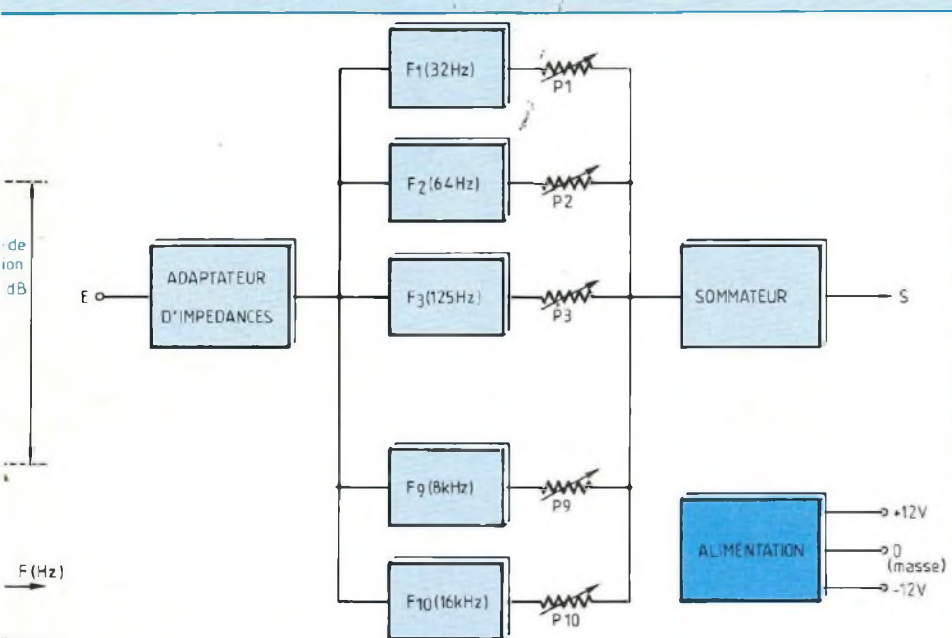 F1(32Hz)
P1
F2(64Hz)
P2
de
ion
dB
E
ADAPTATEUR
D'IMPEDANCES
F3(125Hz)
P3
SOMMATEUR
S
F9(8kHz)
P9
ALIMENTATION
+12V
0
(masse)
-12V
F(Hz)
F10(16kHz)
P10